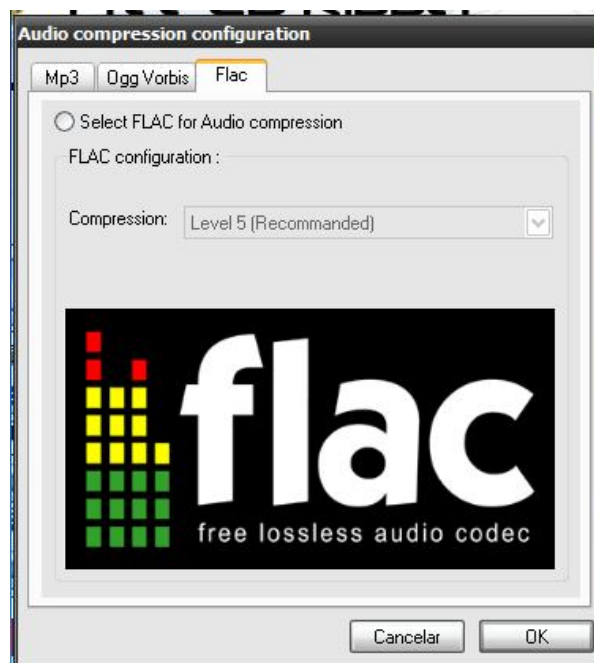 Audio compression configuration
Mp3
Ogg Vorbis
Flac
Select FLAC for Audio compression
FLAC configuration :
Compression:
Level 5 (Recommanded)
flac
free lossless audio codec
Cancelar
OK